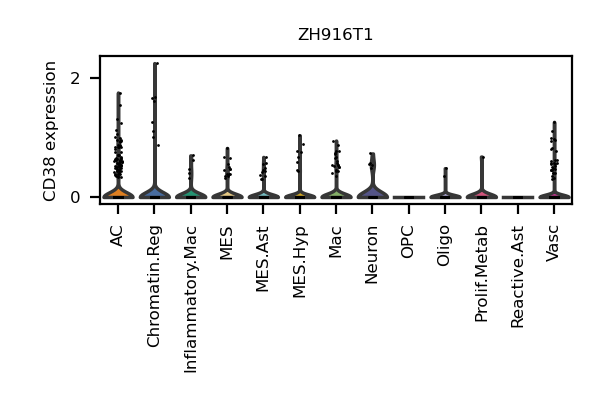 ZH916T1
CD38 expression
2
0
AC
Chromatin.Reg
Inflammatory.Mac
MES
MES.Ast
MES.Hyp
Mac
Neuron
OPC
Oligo
Prolif.Metab
Reactive.Ast
Vasc